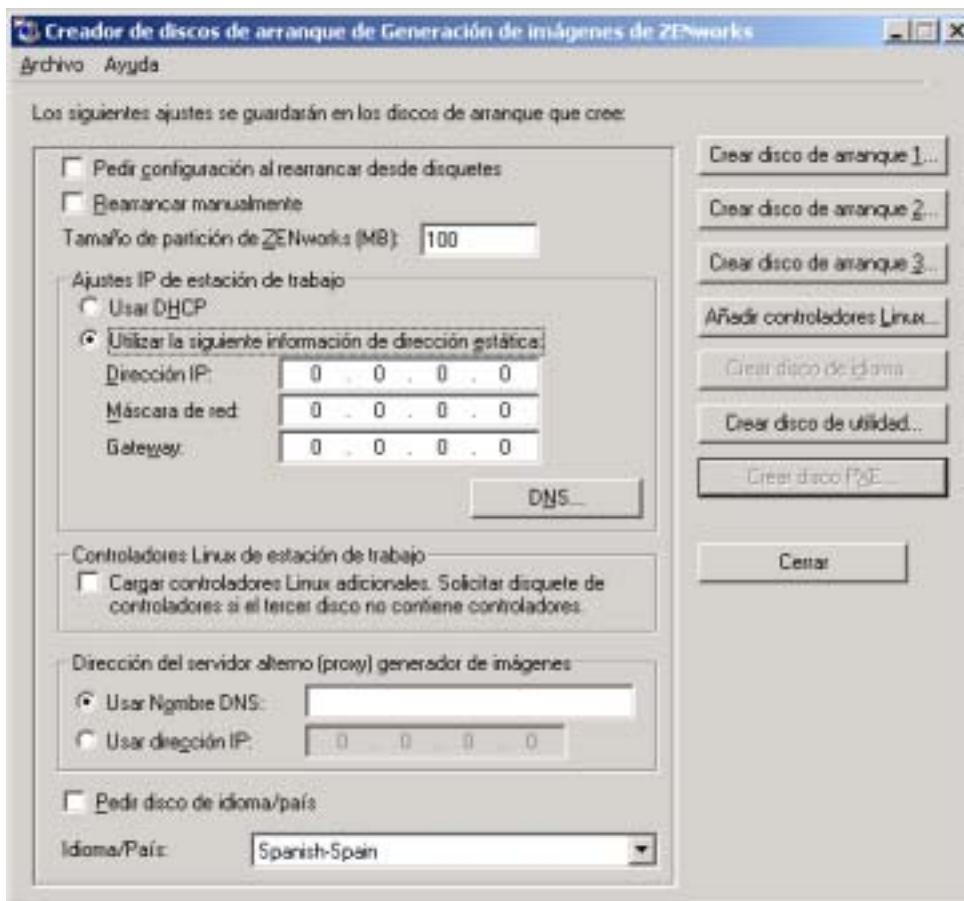 Creador de discos de arranque de Generación de imágenes de ZENworks
Archivo Ayuda
Los siguientes ajustes se guardarán en los discos de arranque que cree:
Pedir configuración al rearrancar desde disquetes
Rearrancar manualmente
Tamaño de partición de ZENworks (MB): 100
Ajustes IP de estación de trabajo
Usar DHCP
Utilizar la siguiente información de dirección estática:
Dirección IP: 0 . 0 . 0 . 0
Máscara de red: 0 . 0 . 0 . 0
Gateway: 0 . 0 . 0 . 0
DNS...
Controladores Linux de estación de trabajo
Cargar controladores Linux adicionales. Solicitar disquete de
controladores si el tercer disco no contiene controladores.
Dirección del servidor alterno (proxy) generador de imágenes
Usar Nombre DNS:
Usar dirección IP: 0 . 0 . 0 . 0
Pedir disco de idioma/país
Idioma/País: Spanish-Spain
Crear disco de arranque 1...
Crear disco de arranque 2...
Crear disco de arranque 3...
Añadir controladores Linux...
Crear disco de idioma...
Crear disco de utilidad...
Crear disco PXE...
Cerrar